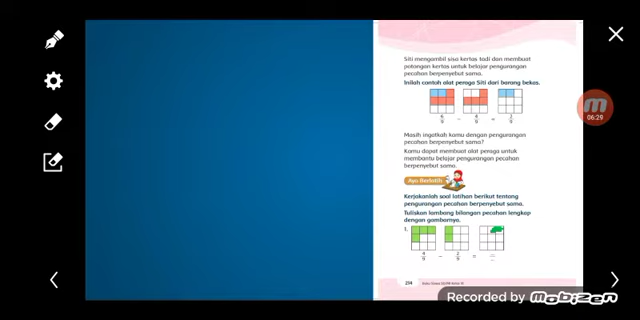 Siti mengambil sisa kertas tadi dan membuat
potongan kertas untuk belajar pengurangan
pecahan berpenyebut sama.
Inilah contoh alat peraga Siti dari barang bekas.
6/9 - 4/9 = 2/9
Masih ingatkah kamu dengan pengurangan
pecahan berpenyebut sama?
Kamu dapat membuat alat peraga untuk
membantu belajar pengurangan pecahan
berpenyebut sama.
Ayo Berlatih
Kerjakanlah soal latihan berikut tentang
pengurangan pecahan berpenyebut sama.
Tuliskan lambang bilangan pecahan lengkap
dengan gambarnya.
1.
4/9 - 2/9 =
214
06:29
Recorded by Mobizen